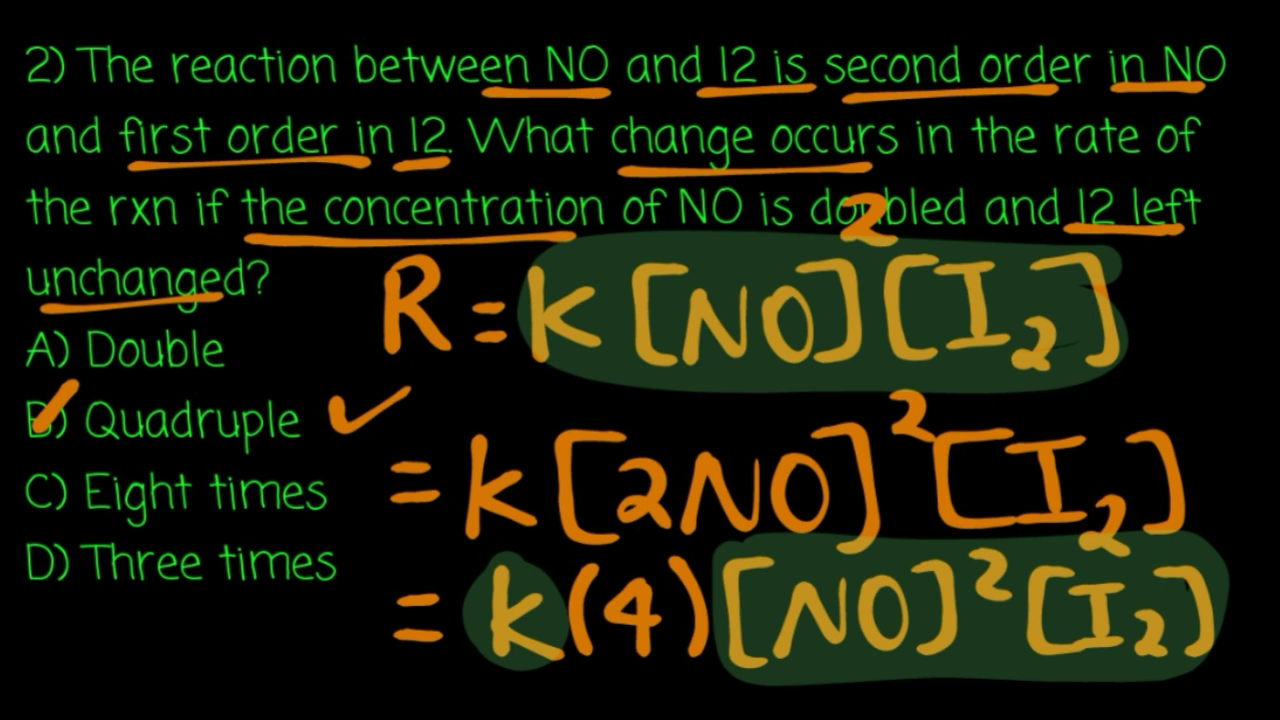 2) The reaction between NO and I2 is second order in NO
and first order in I2. What change occurs in the rate of
the rxn if the concentration of NO is doubled and I2 left
unchanged?
R = K [NO]² [I₂]
A) Double
B) Quadruple ✓
= K [2NO]² [I₂]
C) Eight times
D) Three times
= K (4) [NO]² [I₂]